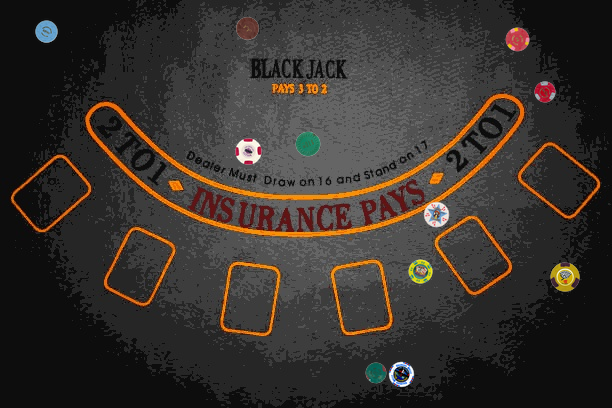 BLACK JACK
PAYS 3 TO 2
Dealer Must Draw on 16 and Stand on 17
2 TO 1 INSURANCE PAYS 2 TO 1